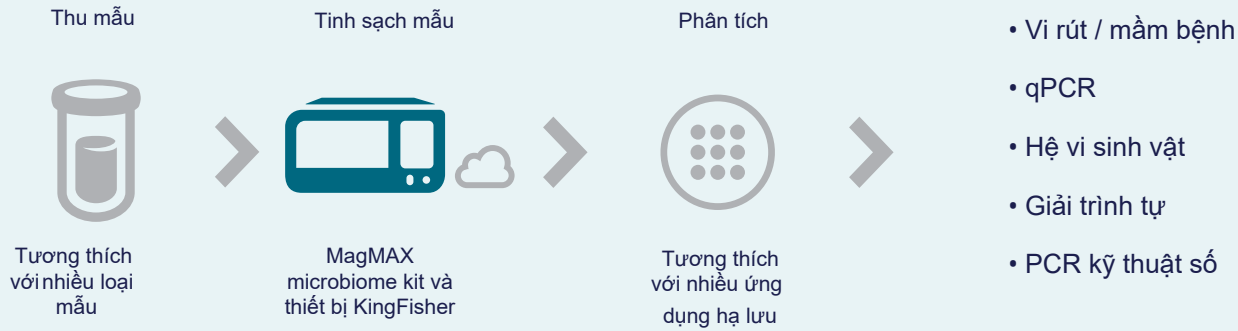 Thu mẫu
Tinh sạch mẫu
Phân tích
Tương thích
với nhiều loại
mẫu
MagMAX
microbiome kit và
thiết bị KingFisher
Tương thích
với nhiều ứng
dụng hạ lưu
• Vi rút / mầm bệnh
• qPCR
• Hệ vi sinh vật
• Giải trình tự
• PCR kỹ thuật số